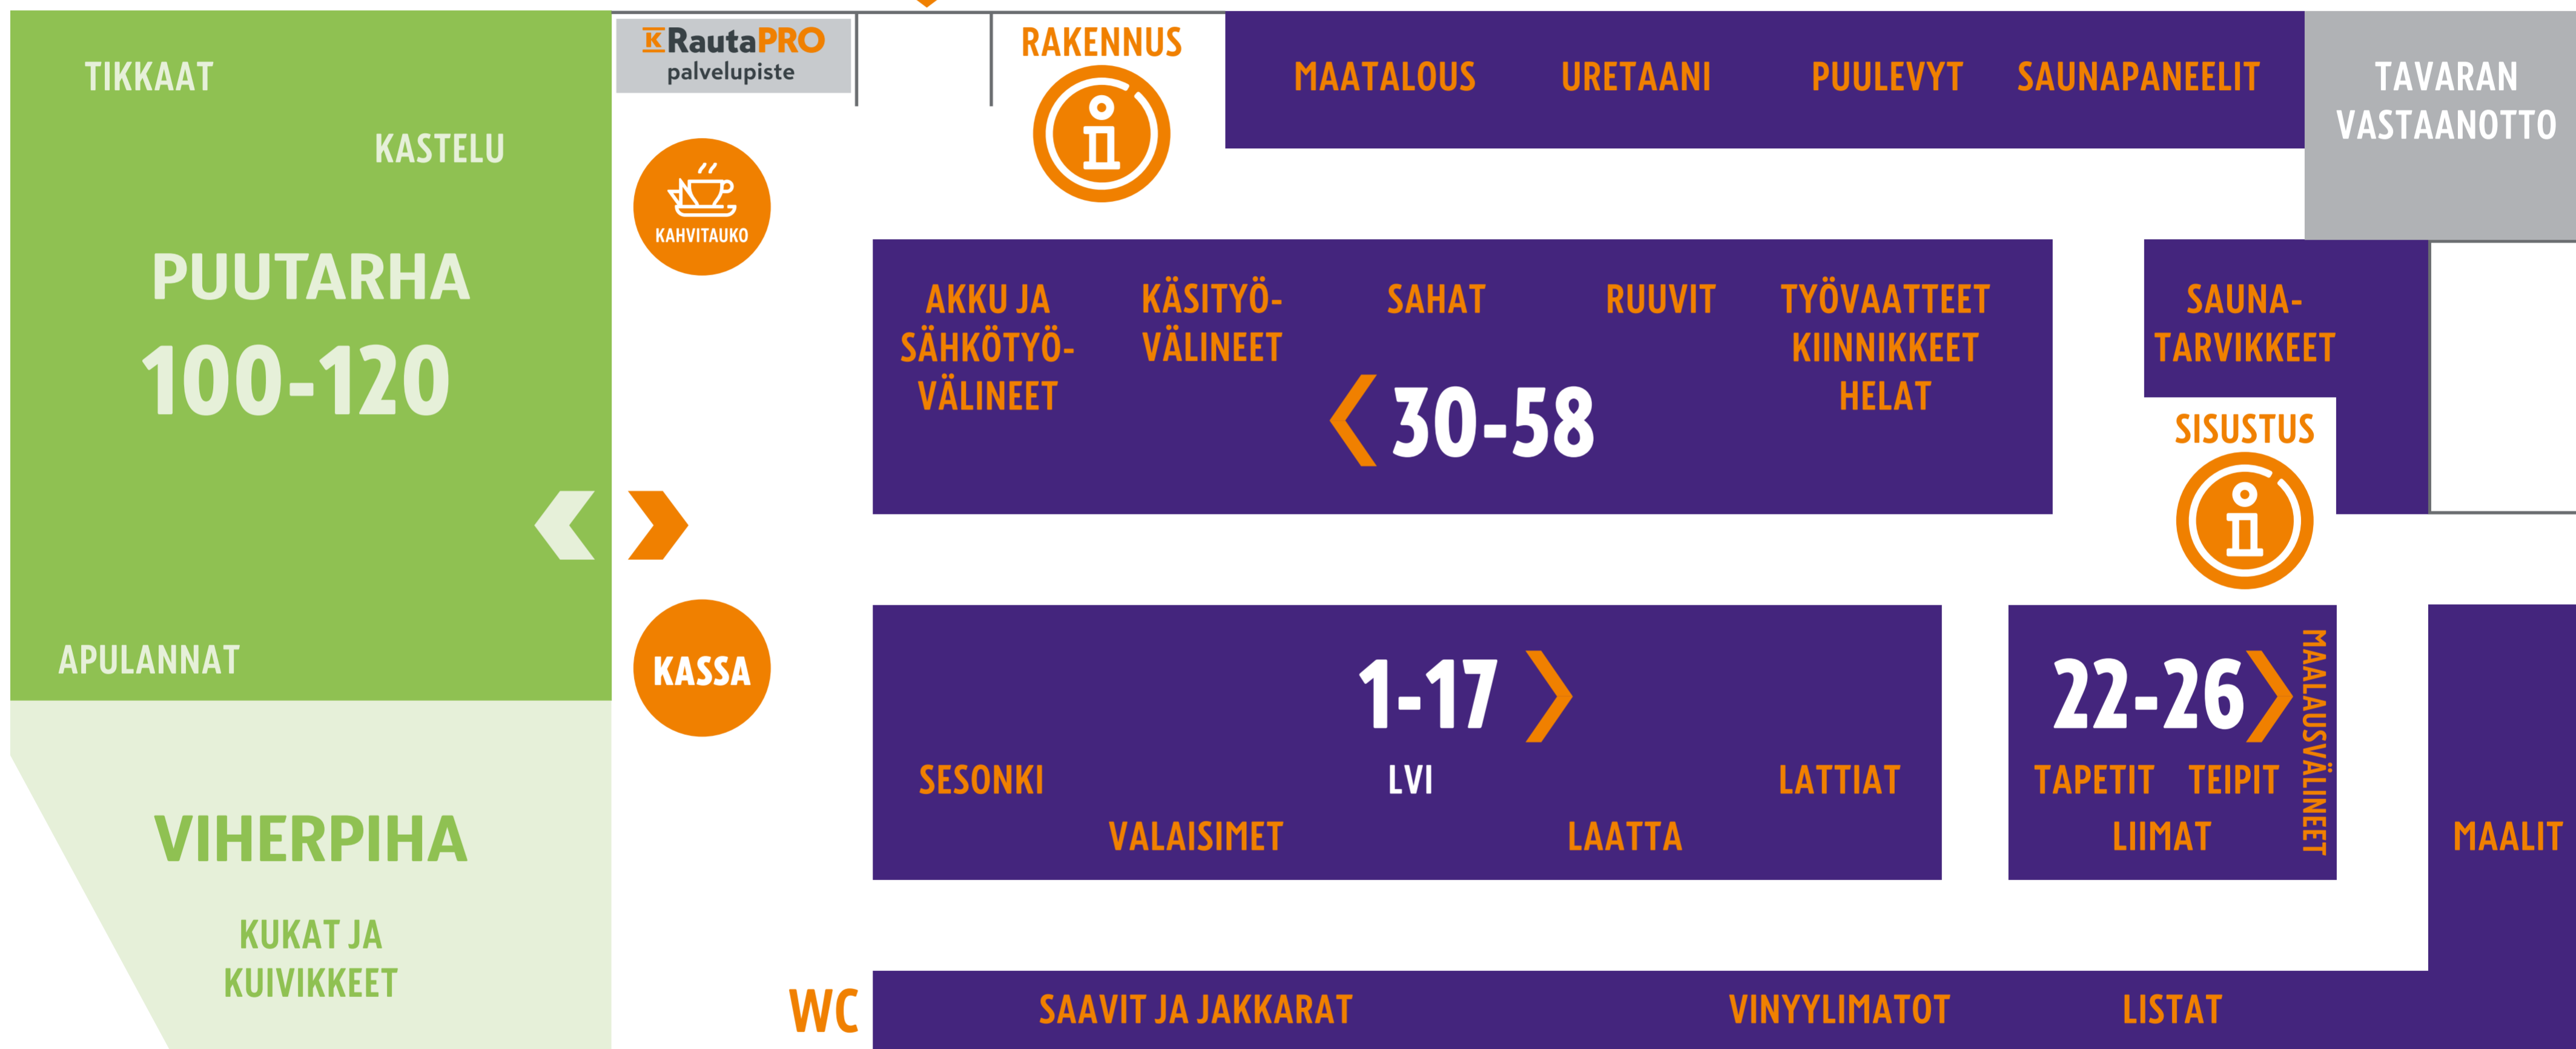 TIKKAAT
KASTELU
PUUTARHA
100-120
APULANNAT
VIHERPIHA
KUKAT JA
KUIVIKKEET
K RautaPRO
palvelupiste
KAHVITAUKO
KASSA
WC
RAKENNUS
MAATALOUS
URETAANI
PUULEVYT
SAUNAPANEELIT
TAVARAN
VASTAANOTTO
AKKU JA
SÄHKÖTYÖ-
VÄLINEET
KÄSITYÖ-
VÄLINEET
SAHAT
RUUVIT
TYÖVAATTEET
KIINNIKKEET
HELAT
30-58
SAUNA-
TARVIKKEET
SISUSTUS
1-17
SESONKI
VALAISIMET
LVI
LAATTA
LATTIAT
22-26
TAPETIT
TEIPIT
LIIMAT
MAALAUSVÄLINEET
MAALIT
SAAVIT JA JAKKARAT
VINYYLIMATOT
LISTAT